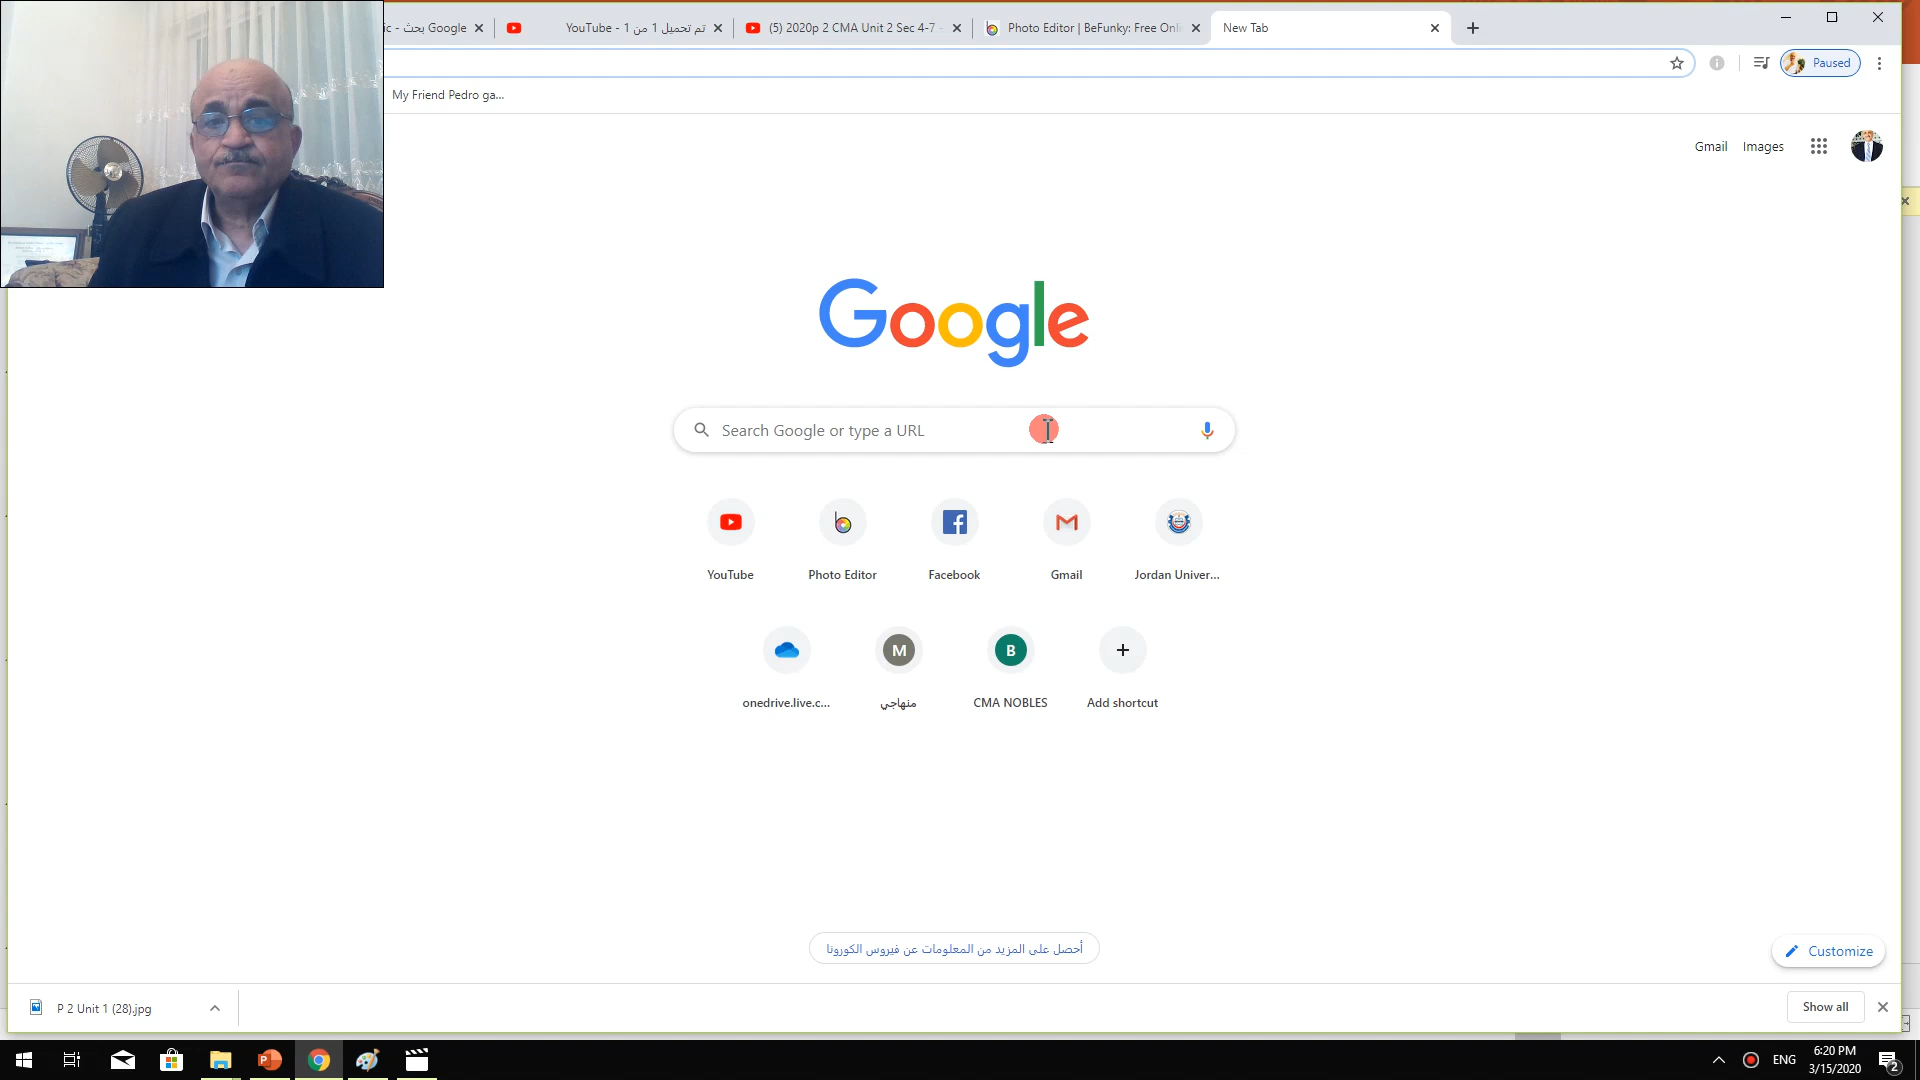 ic - بحث Google
تم تحميل 1 من 1 - YouTube
(5) 2020p 2 CMA Unit 2 Sec 4-7 -
Photo Editor | BeFunky: Free Onli
New Tab
Paused
My Friend Pedro ga...
Gmail
Images
Google
Search Google or type a URL
YouTube
Photo Editor
Facebook
Gmail
Jordan Univer...
onedrive.live.c...
M
منهاجي
B
CMA NOBLES
Add shortcut
أحصل على المزيد من المعلومات عن فيروس الكورونا
Customize
P 2 Unit 1 (28).jpg
Show all
ENG
6:20 PM
3/15/2020
2